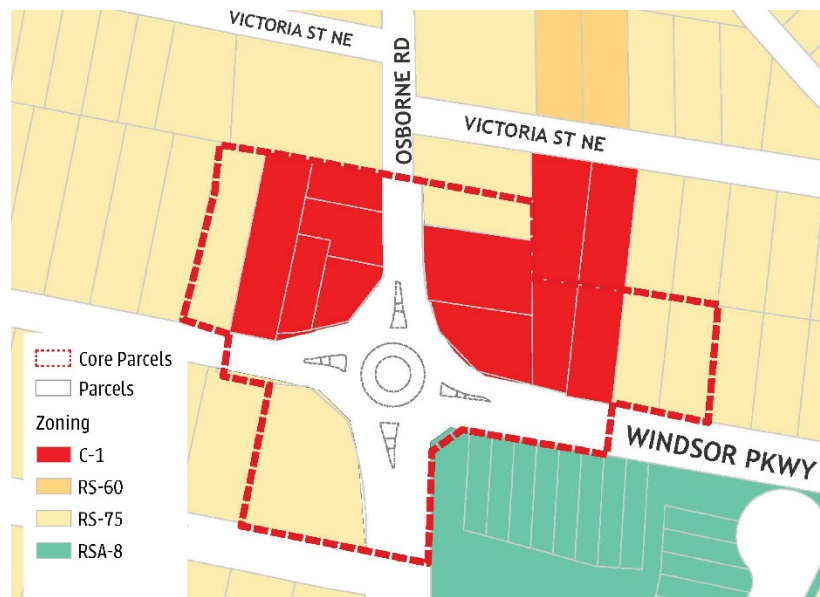 VICTORIA ST NE
OSBORNE RD
VICTORIA ST NE
Core Parcels
Parcels
Zoning
C-1
RS-60
RS-75
RSA-8
WINDSOR PKWY